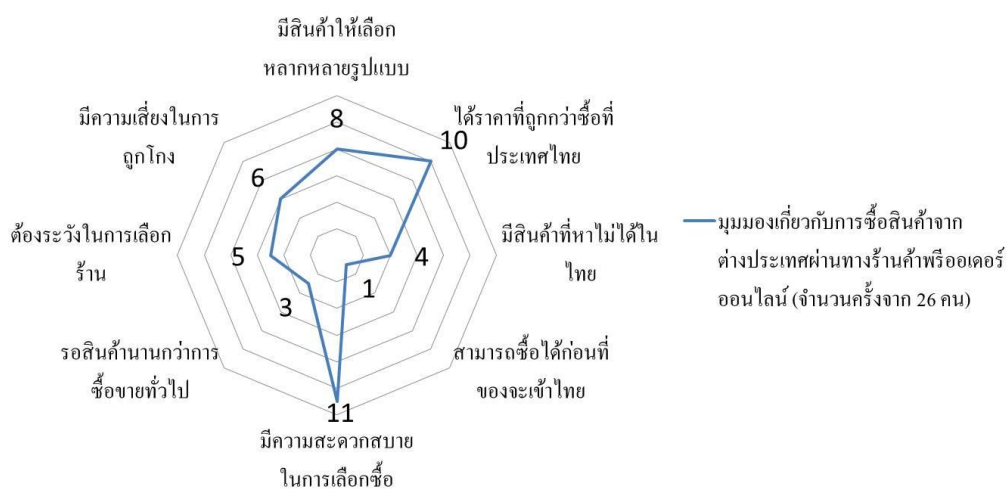 มีสินค้าให้เลือก
หลากหลายรูปแบบ
8
ได้ราคาที่ถูกกว่าซื้อที่
ประเทศไทย
10
มีสินค้าที่หาไม่ได้ใน
ไทย
4
สามารถซื้อได้ก่อนที่
ของจะเข้าไทย
1
มีความสะดวกสบาย
ในการเลือกซื้อ
11
รอสินค้านานกว่าการ
ซื้อขายทั่วไป
3
ต้องระวังในการเลือก
ร้าน
5
มีความเสี่ยงในการ
ถูกโกง
6
มุมมองเกี่ยวกับการซื้อสินค้าจาก
ต่างประเทศผ่านทางร้านค้าพรีออเดอร์
ออนไลน์ (จำนวนครั้งจาก 26 คน)